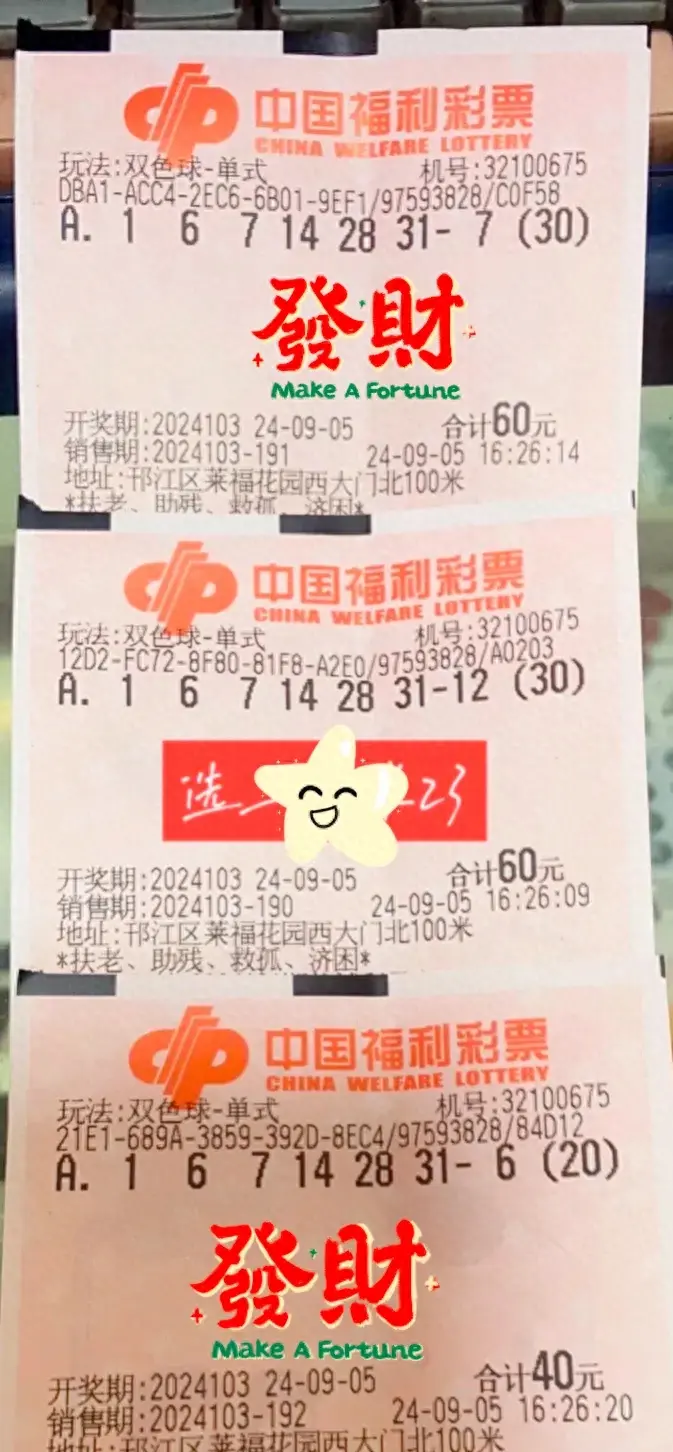 中国福利彩票
CHINA WELFARE LOTTERY
玩法:双色球-单式 机号:32100675
DBA1-ACC4-2EC6-6B01-9EF1/97593828/C0F58
A. 1 6 7 14 28 31- 7 (30)
發財
Make A Fortune
开奖期:2024103 24-09-05 合计60元
销售期:2024103-191 24-09-05 16:26:14
地址:邗江区莱福花园西大门北100米
*扶老、助残、救孤、济困*
中国福利彩票
CHINA WELFARE LOTTERY
玩法:双色球-单式 机号:32100675
12D2-FC72-8F80-81F8-A2E0/97593828/A0203
A. 1 6 7 14 28 31-12 (30)
选 23
开奖期:2024103 24-09-05 合计60元
销售期:2024103-190 24-09-05 16:26:09
地址:邗江区莱福花园西大门北100米
*扶老、助残、救孤、济困*
中国福利彩票
CHINA WELFARE LOTTERY
玩法:双色球-单式 机号:32100675
21E1-689A-3859-392D-8EC4/97593828/84D12
A. 1 6 7 14 28 31- 6 (20)
發財
Make A Fortune
开奖期:2024103 24-09-05 合计40元
销售期:2024103-192 24-09-05 16:26:20
地址:邗江区莱福花园西大门北100米